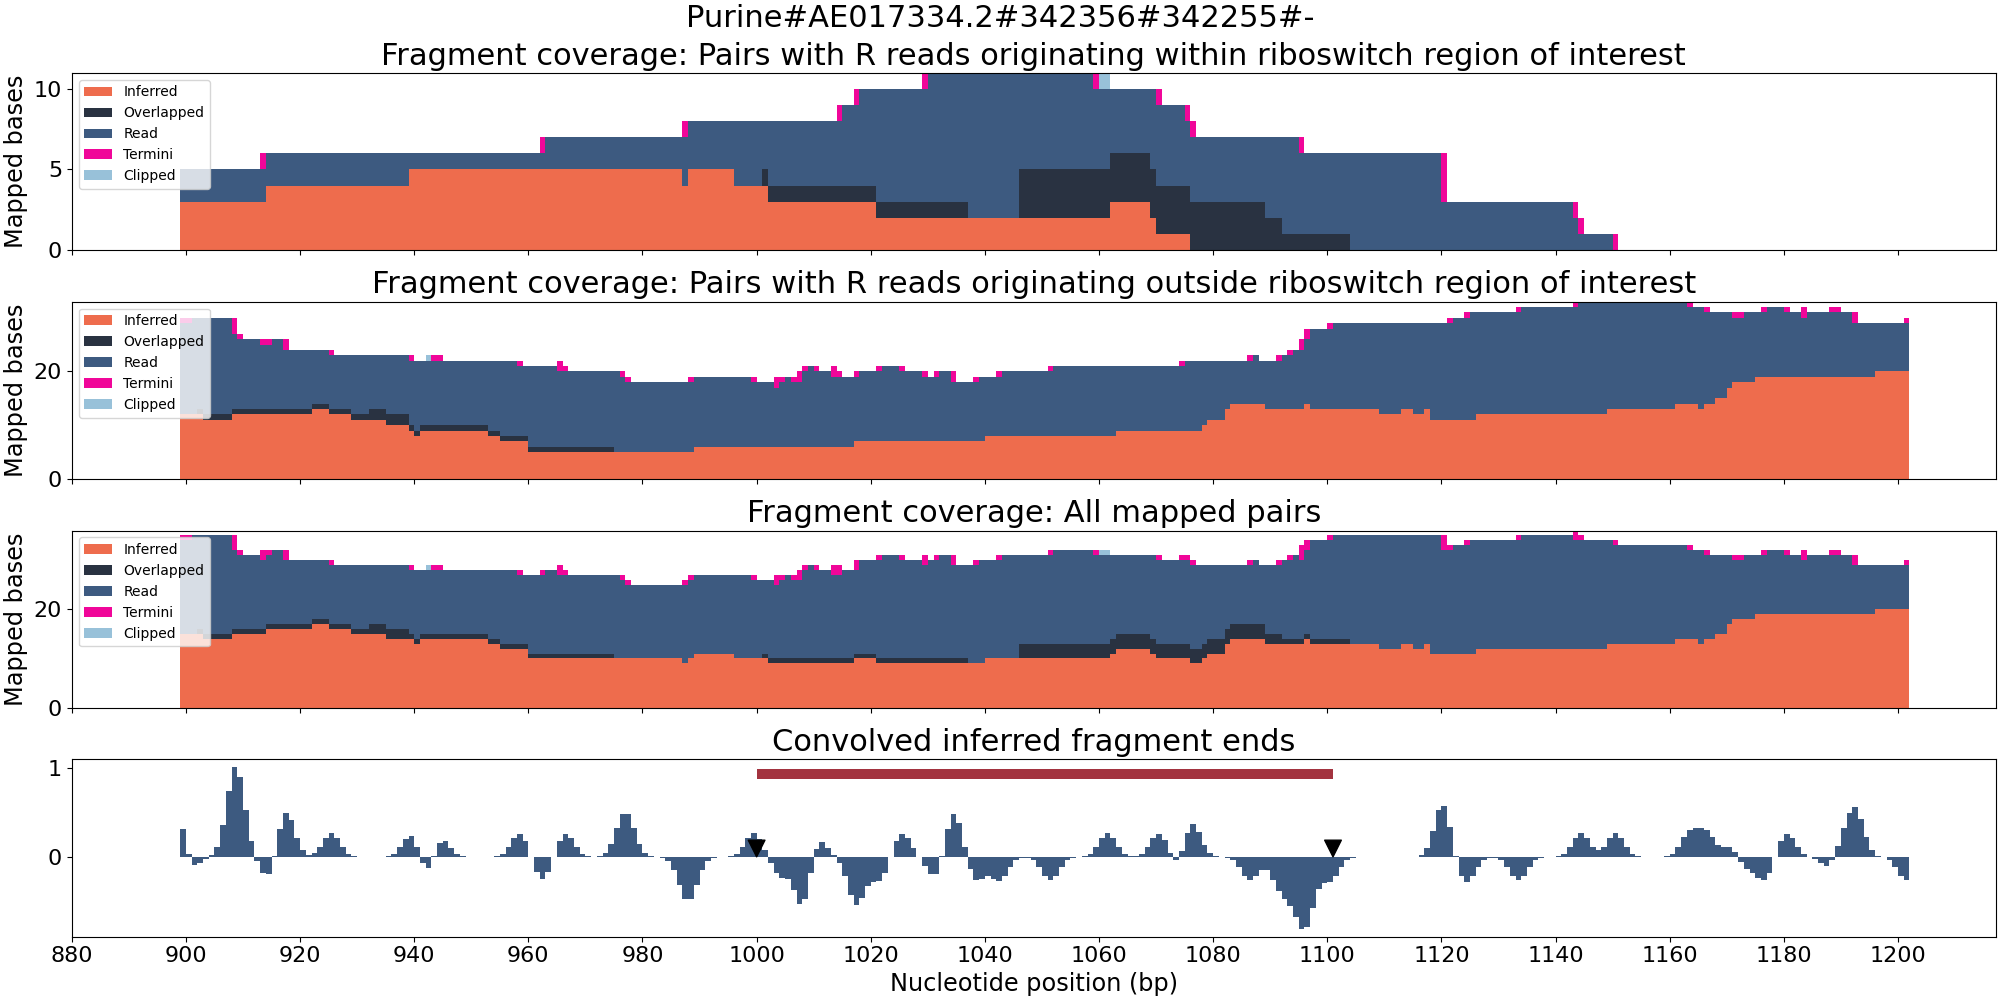 Purine#AE017334.2#342356#342255#-
Fragment coverage: Pairs with R reads originating within riboswitch region of interest
Mapped bases
10
5
0
Inferred
Overlapped
Read
Termini
Clipped
Fragment coverage: Pairs with R reads originating outside riboswitch region of interest
Mapped bases
20
0
Inferred
Overlapped
Read
Termini
Clipped
Fragment coverage: All mapped pairs
Mapped bases
20
0
Inferred
Overlapped
Read
Termini
Clipped
Convolved inferred fragment ends
1
0
880 900 920 940 960 980 1000 1020 1040 1060 1080 1100 1120 1140 1160 1180 1200
Nucleotide position (bp)